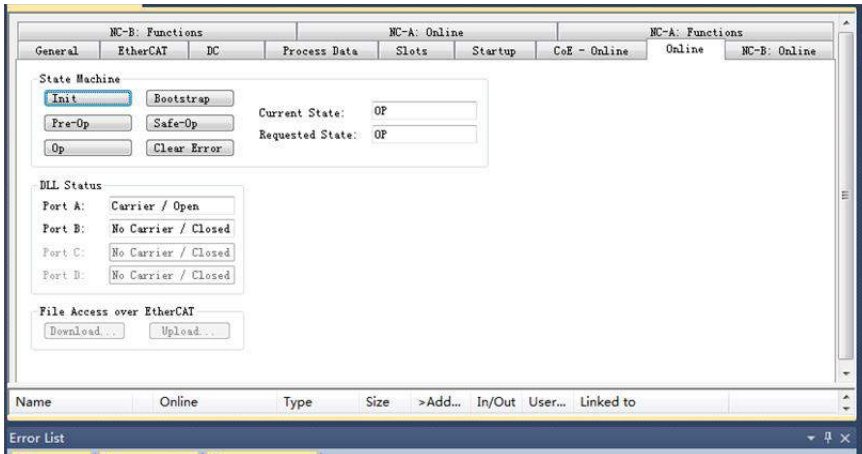 NC-B: Functions NC-A: Online NC-A: Functions
General EtherCAT DC Process Data Slots Startup CoE - Online Online NC-B: Online
State Machine
Init Bootstrap
Current State: OP
Pre-Op Safe-Op
Requested State: OP
Op Clear Error
DLL Status
Port A: Carrier / Open
Port B: No Carrier / Closed
Port C: No Carrier / Closed
Port D: No Carrier / Closed
File Access over EtherCAT
Download... Upload...
Name Online Type Size >Add... In/Out User... Linked to
Error List